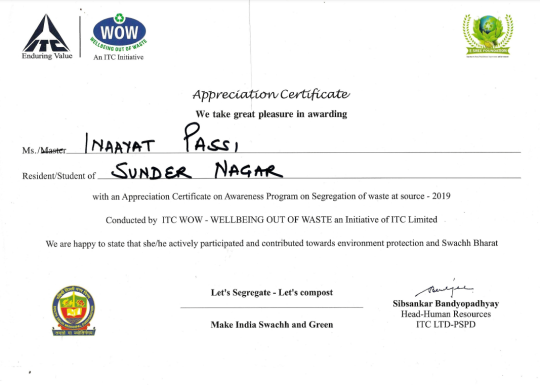 ITC
Enduring Value
WOW
WELLBEING OUT OF WASTE
An ITC Initiative
Appreciation Certificate
We take great pleasure in awarding
Ms./Master INAAYAT PASSI
Resident/Student of SUNDER NAGAR
with an Appreciation Certificate on Awareness Program on Segregation of waste at source - 2019
Conducted by ITC WOW - WELLBEING OUT OF WASTE an Initiative of ITC Limited
We are happy to state that she/he actively participated and contributed towards environment protection and Swachh Bharat
Let's Segregate - Let's compost
Make India Swachh and Green
Sibsankar Bandyopadhyay
Head-Human Resources
ITC LTD-PSPD